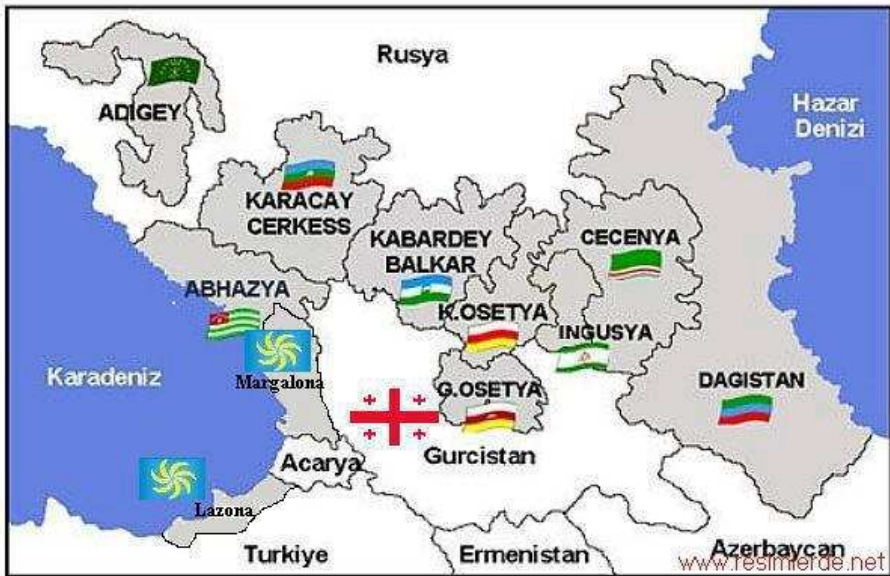 Rusya
Hazar
Denizi
ADIGEY
KARACAY
CERKESS
KABARDEY
BALKAR
CECENYA
ABHAZYA
K.OSETYA
INGUSYA
Karadeniz
Margalona
G.OSETYA
DAGISTAN
Acarya
Gurcistan
Lazona
Turkiye
Ermenistan
Azerbaycan
www.resimlerde.net